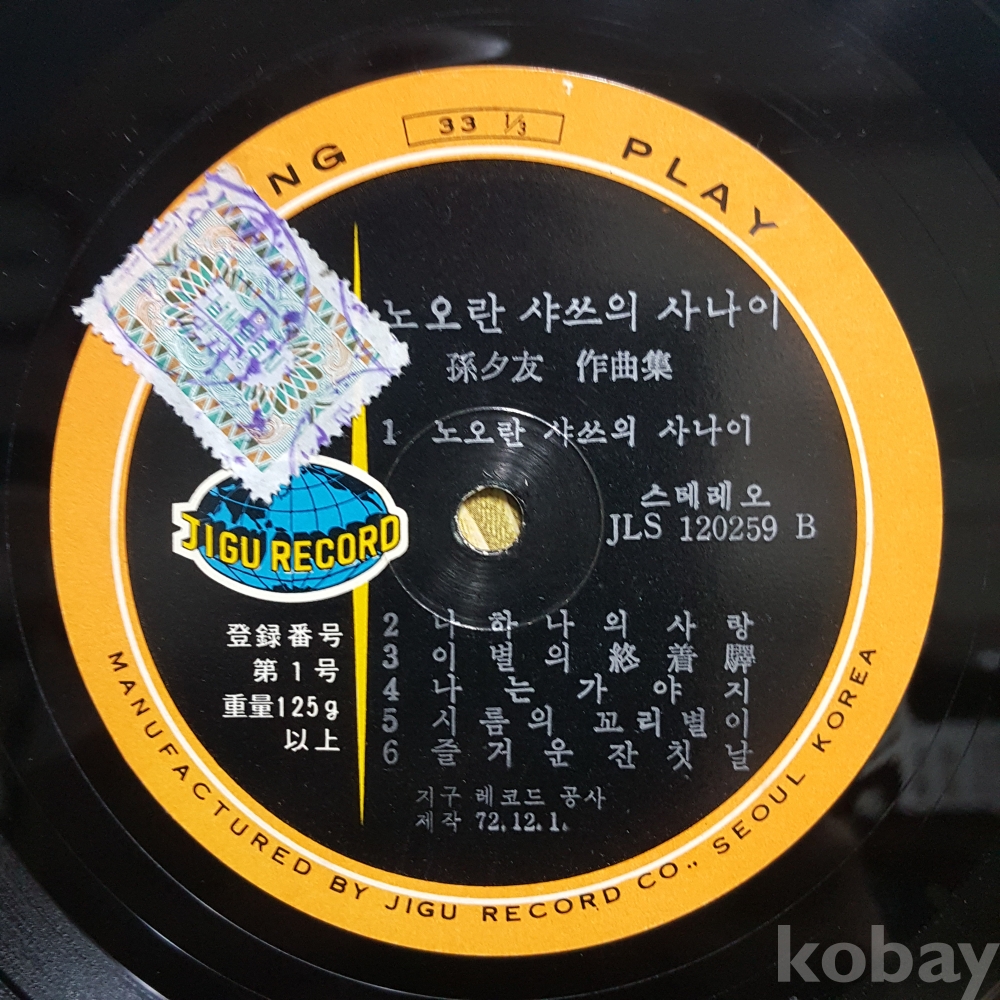 33 ⅓
NG PLAY
노오란 샤쓰의 사나이
孫夕友 作曲集
1 노오란 샤쓰의 사나이
스테레오
JLS 120259 B
JIGU RECORD
登録番号
第1号
重量125g
以上
2 나 하 나 의 사 랑
3 이 별 의 終 着 驛
4 나 는 가 야 지
5 시 름 의 꼬 리 별 이
6 즐 거 운 잔 칫 날
지구 레코드 공사
제작 72.12.1.
MANUFACTURED BY JIGU RECORD CO., SEOUL KOREA
kobay